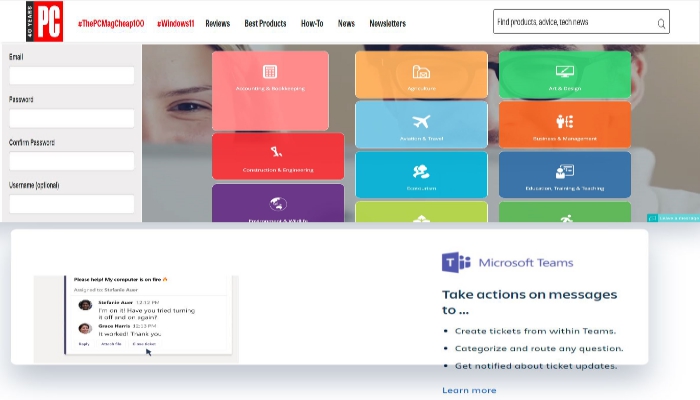 40 YEARS
PC
#ThePCMagCheap100
#Windows11
Reviews
Best Products
How-To
News
Newsletters
Find products, advice, tech news
Email
Password
Confirm Password
Username (optional)
Accounting & Bookkeeping
Agriculture
Art & Design
Aviation & Travel
Business & Management
Construction & Engineering
Ecotourism
Education, Training & Teaching
Environment & Wildlife
Leave a message
Please help! My computer is on fire 🔥
Assigned to: Stefanie Auer
Stefanie Auer 12:12 PM
I'm on it! Have you tried turning
it off and on again?
Grace Harris 12:13 PM
It worked! Thank you.
Reply
Attach file
Close ticket
Microsoft Teams
Take actions on messages
to ...
• Create tickets from within Teams.
• Categorize and route any question.
• Get notified about ticket updates.
Learn more